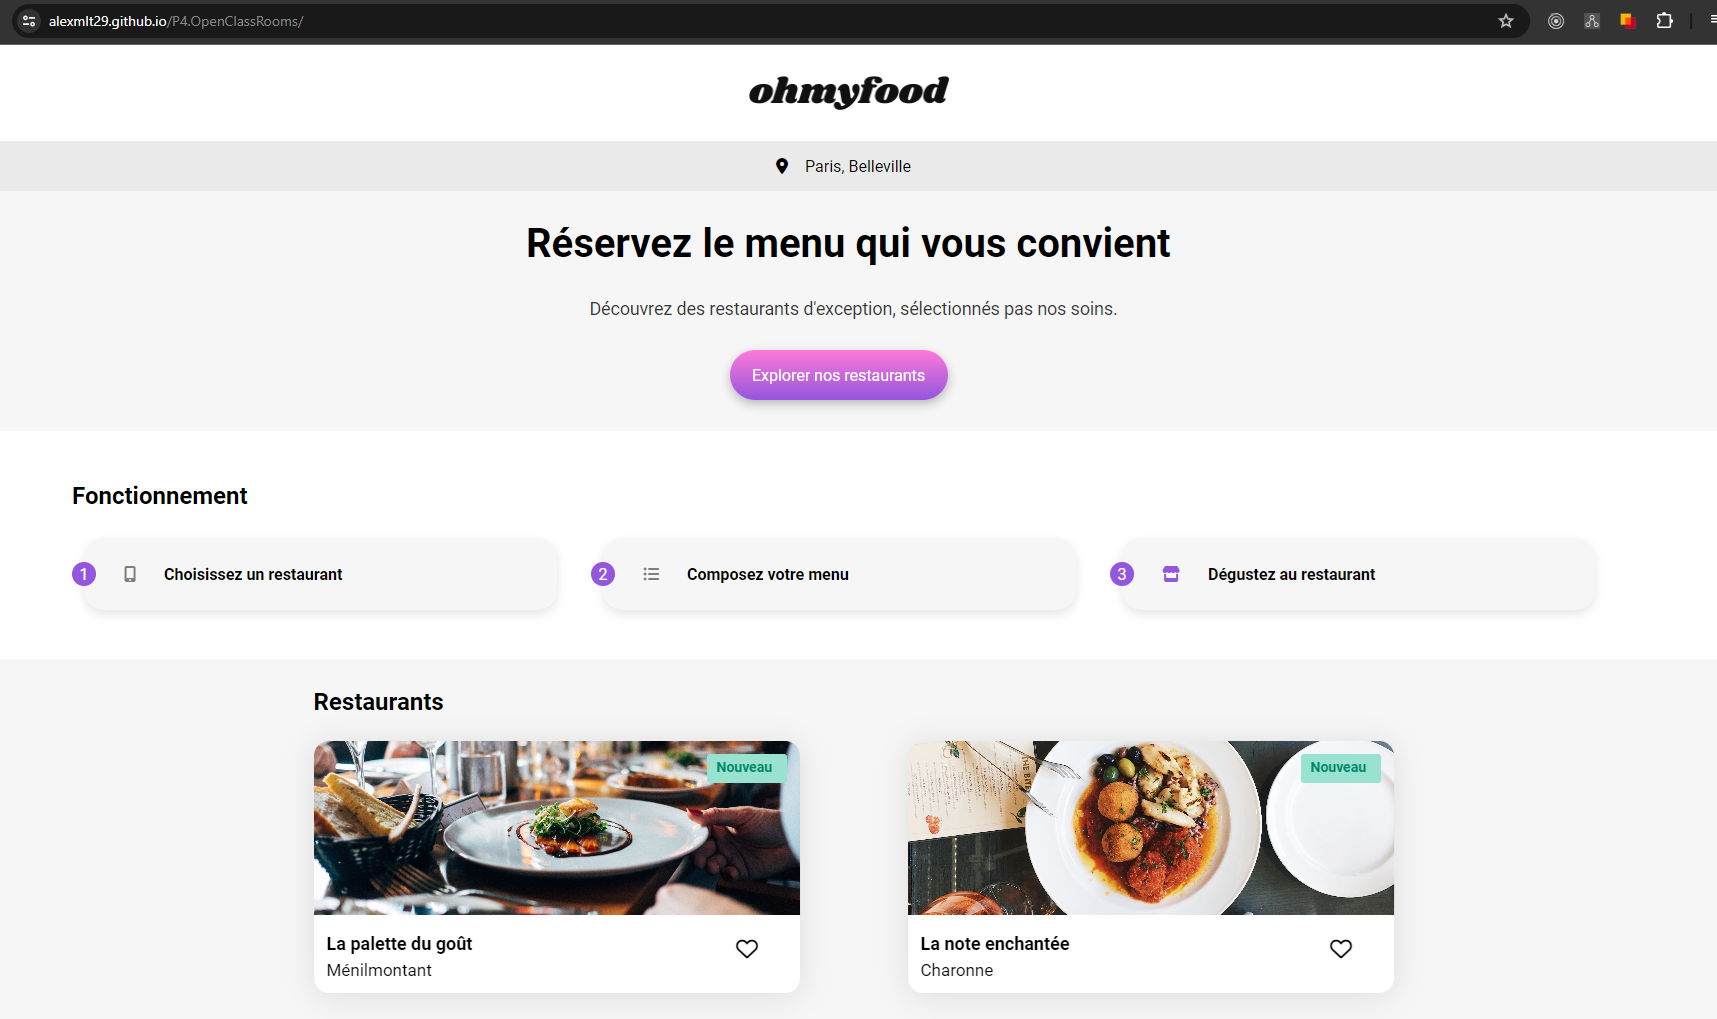 alexmlt29.github.io/P4.OpenClassRooms/
ohmyfood
Paris, Belleville
Réservez le menu qui vous convient
Découvrez des restaurants d'exception, sélectionnés pas nos soins.
Explorer nos restaurants
Fonctionnement
1 Choisissez un restaurant
2 Composez votre menu
3 Dégustez au restaurant
Restaurants
Nouveau
La palette du goût
Ménilmontant
Nouveau
La note enchantée
Charonne